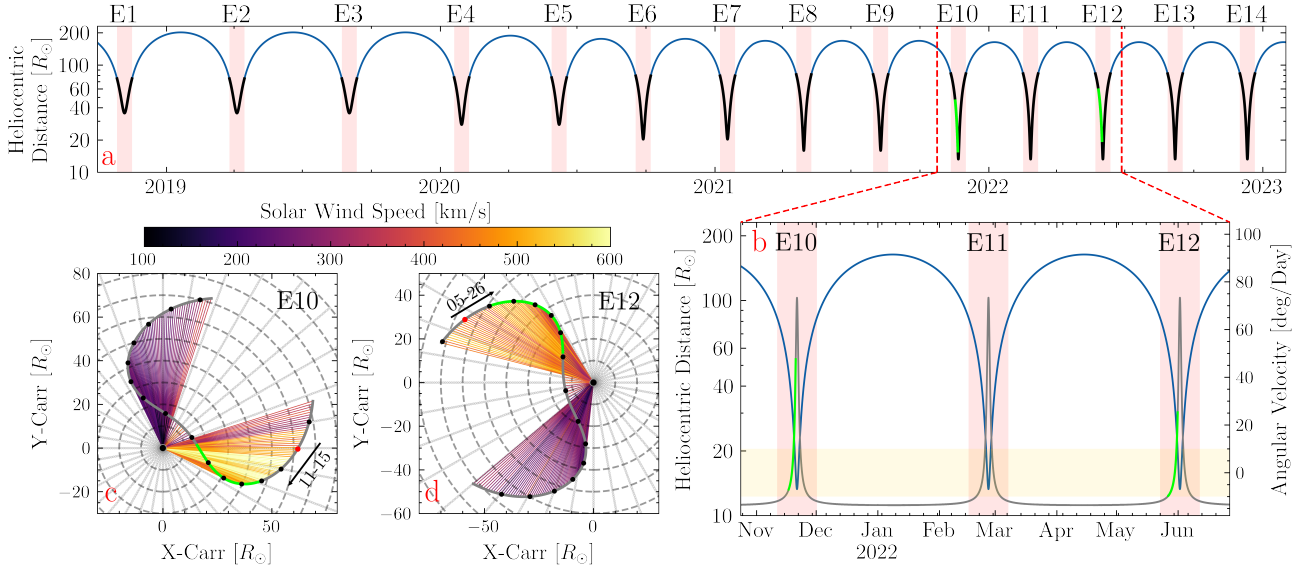 E1 E2 E3 E4 E5 E6 E7 E8 E9 E10 E11 E12 E13 E14
Heliocentric
Distance [R☉]
200
100
60
40
20
10
a
2019 2020 2021 2022 2023
Solar Wind Speed [km/s]
100 200 300 400 500 600
80
60
40
20
0
−20
Y-Carr [R☉]
E10
11-15
c
0 50
X-Carr [R☉]
40
20
0
−20
−40
−60
Y-Carr [R☉]
05-26
E12
d
−50 0
X-Carr [R☉]
b
E10 E11 E12
200
100
60
40
20
10
Heliocentric Distance [R☉]
100
80
60
40
20
0
Angular Velocity [deg/Day]
Nov Dec Jan Feb Mar Apr May Jun
2022